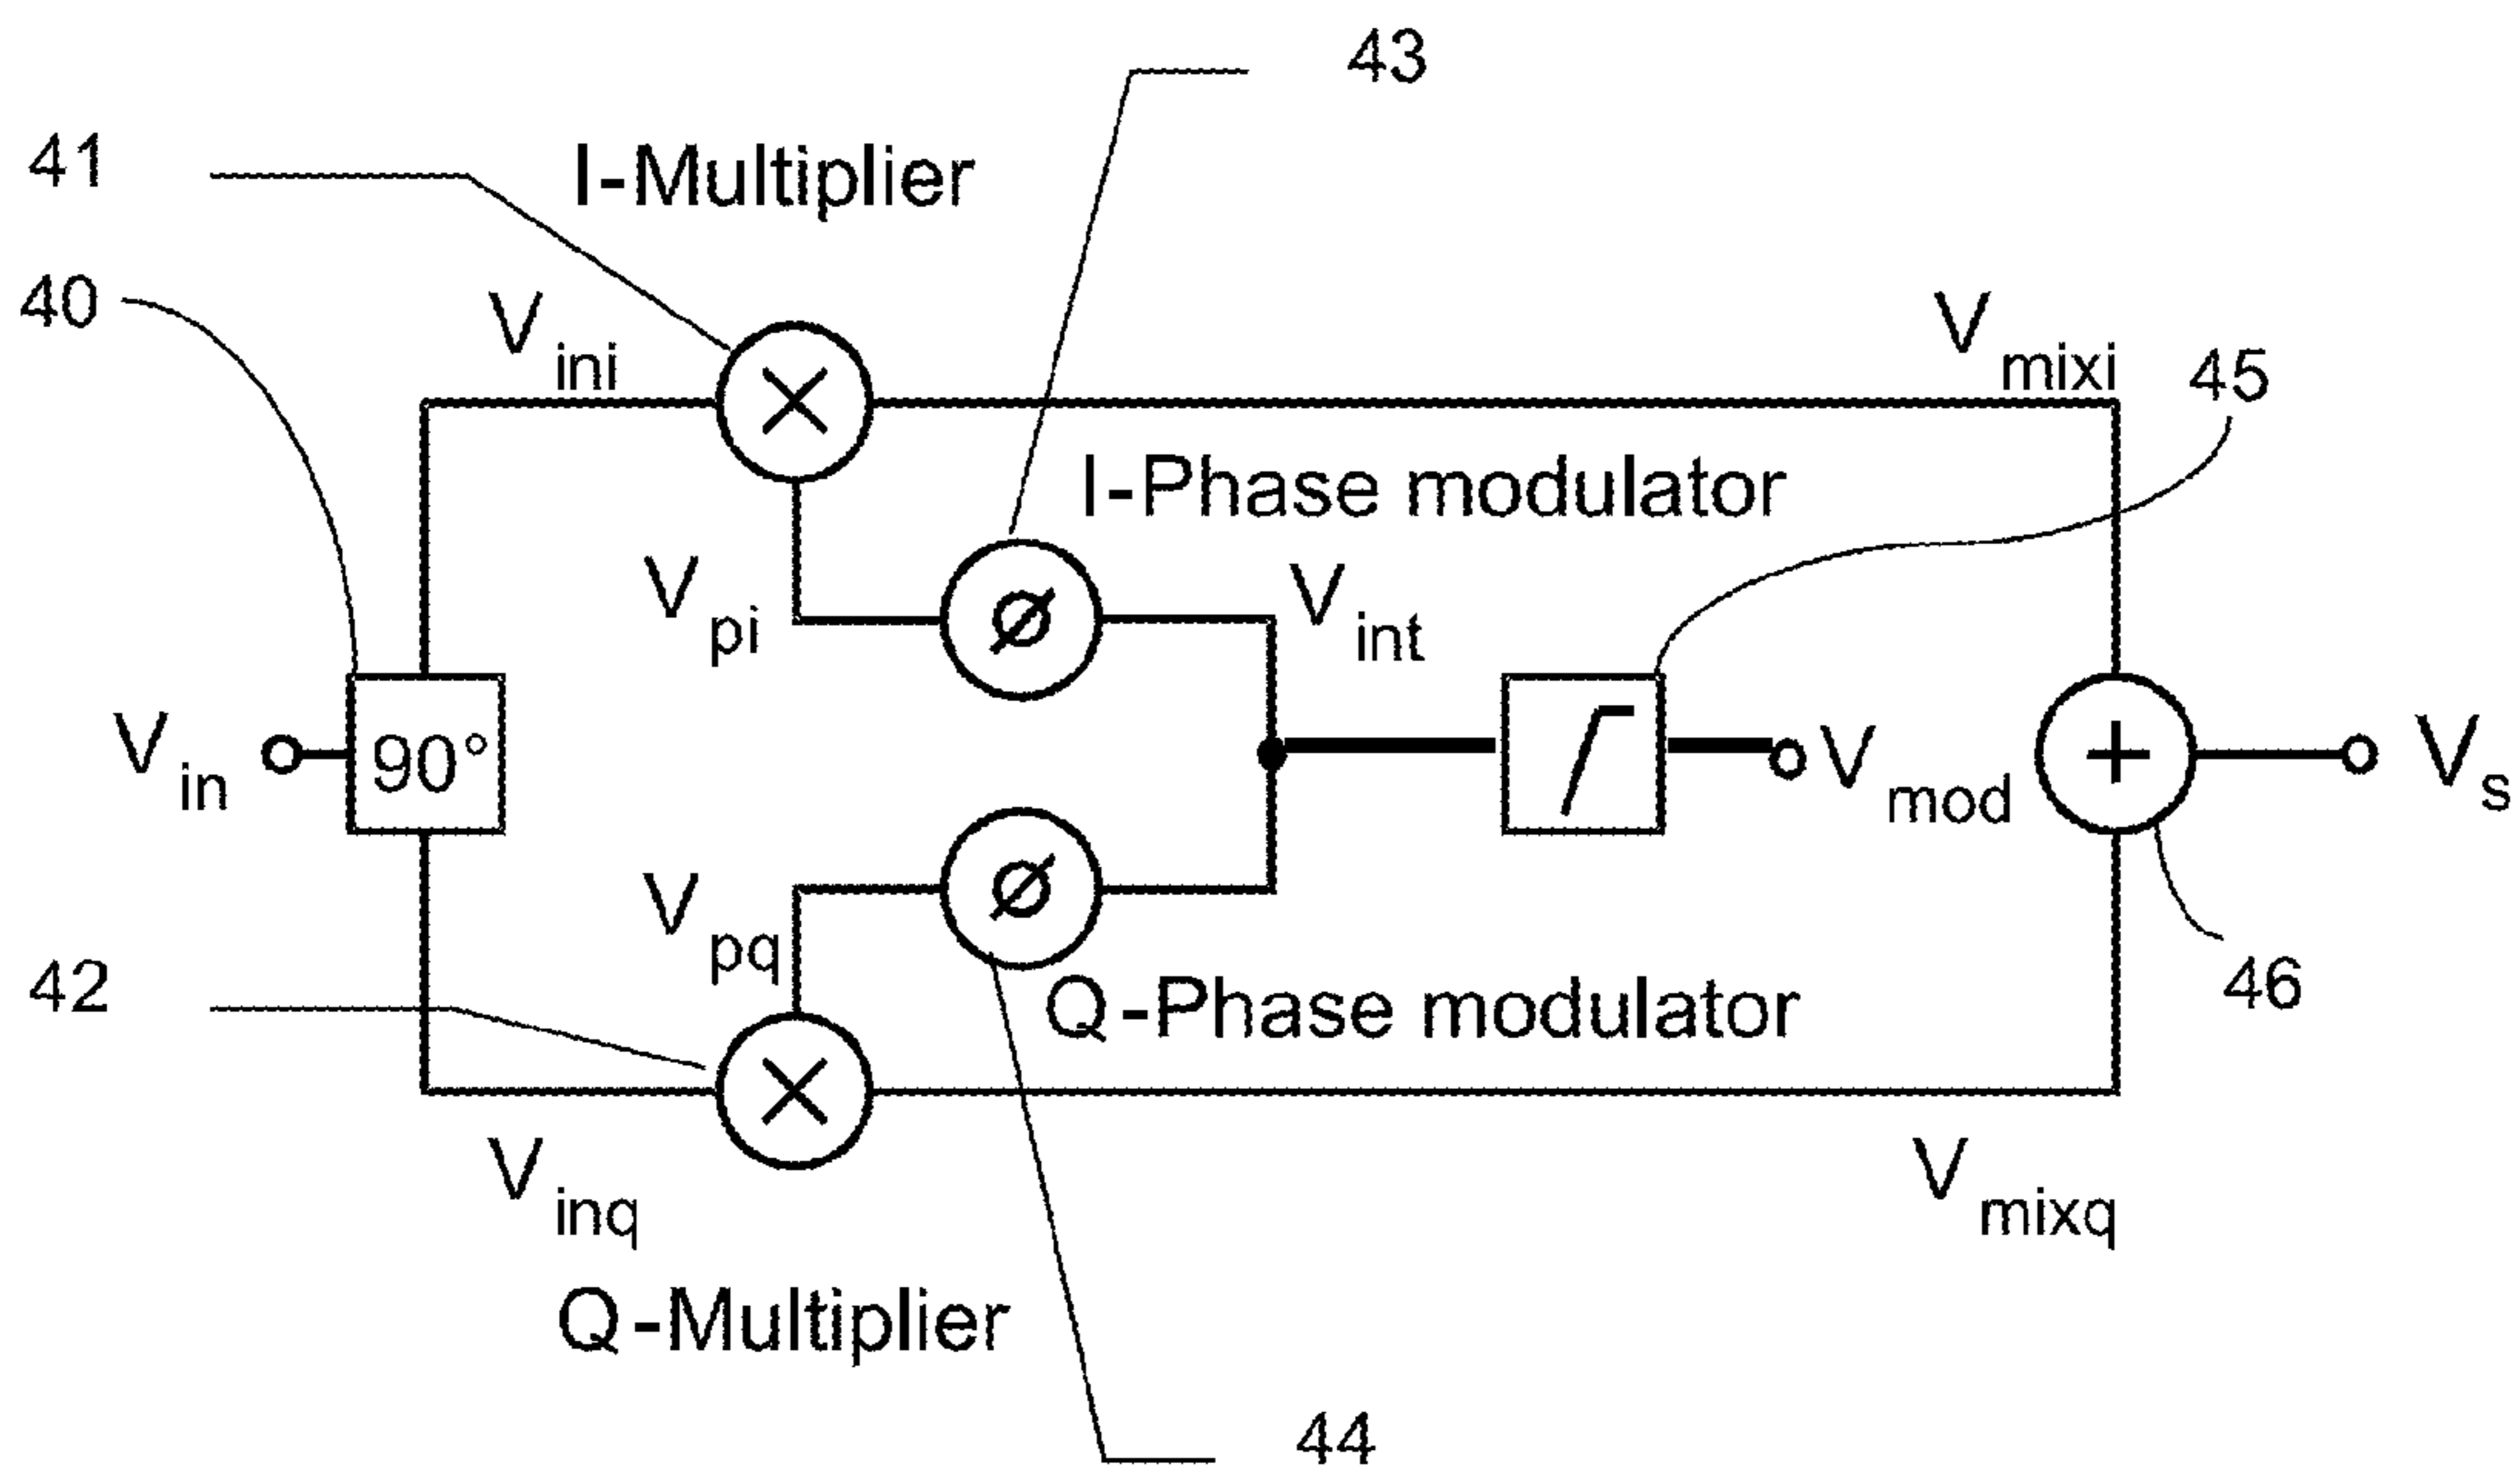 43
41
I-Multiplier
40
V ini
V mixi
45
I-Phase modulator
V pi
Ø
V int
V in
90°
V mod
+
V s
V pq
Ø
42
Q-Phase modulator
46
×
V inq
V mixq
Q-Multiplier
44